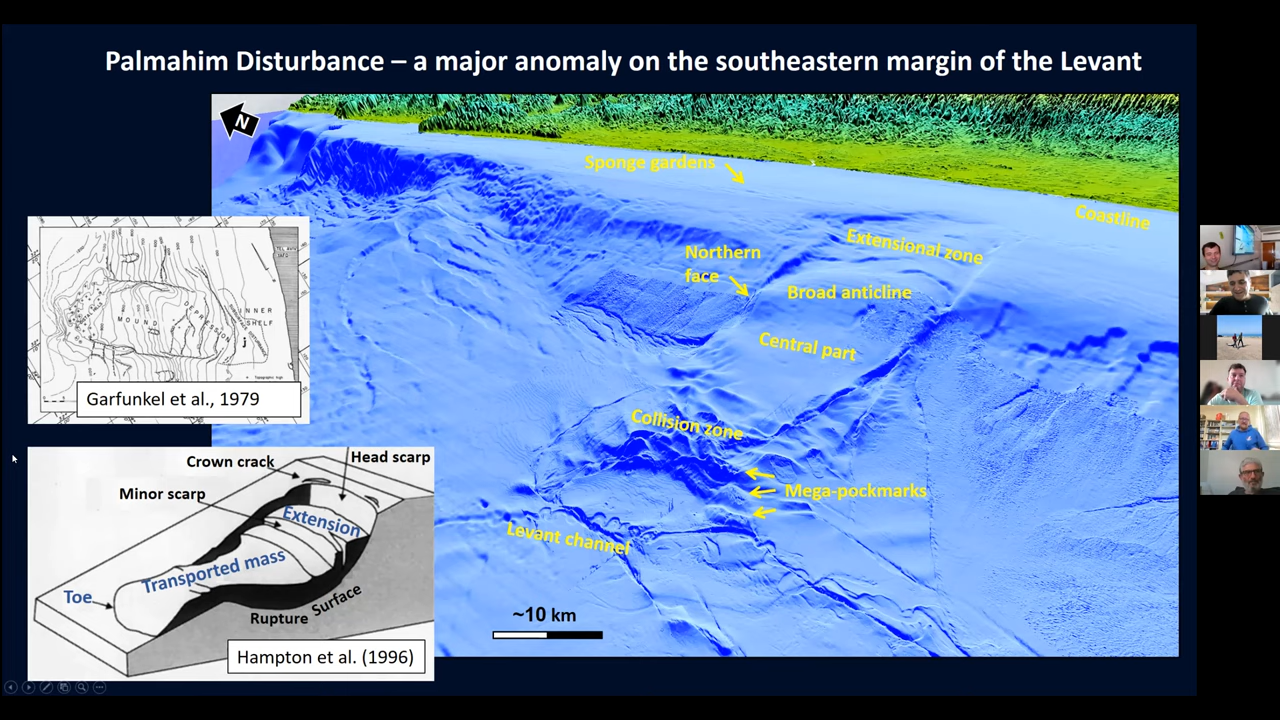 Palmahim Disturbance – a major anomaly on the southeastern margin of the Levant
N
Sponge gardens
Coastline
Extensional zone
Northern
face
Broad anticline
Central part
Collision zone
Mega-pockmarks
Levant channel
~10 km
MOUND
DEPRESSION
INNER
SHELF
Garfunkel et al., 1979
Crown crack
Head scarp
Minor scarp
Extension
Transported mass
Toe
Rupture Surface
Hampton et al. (1996)